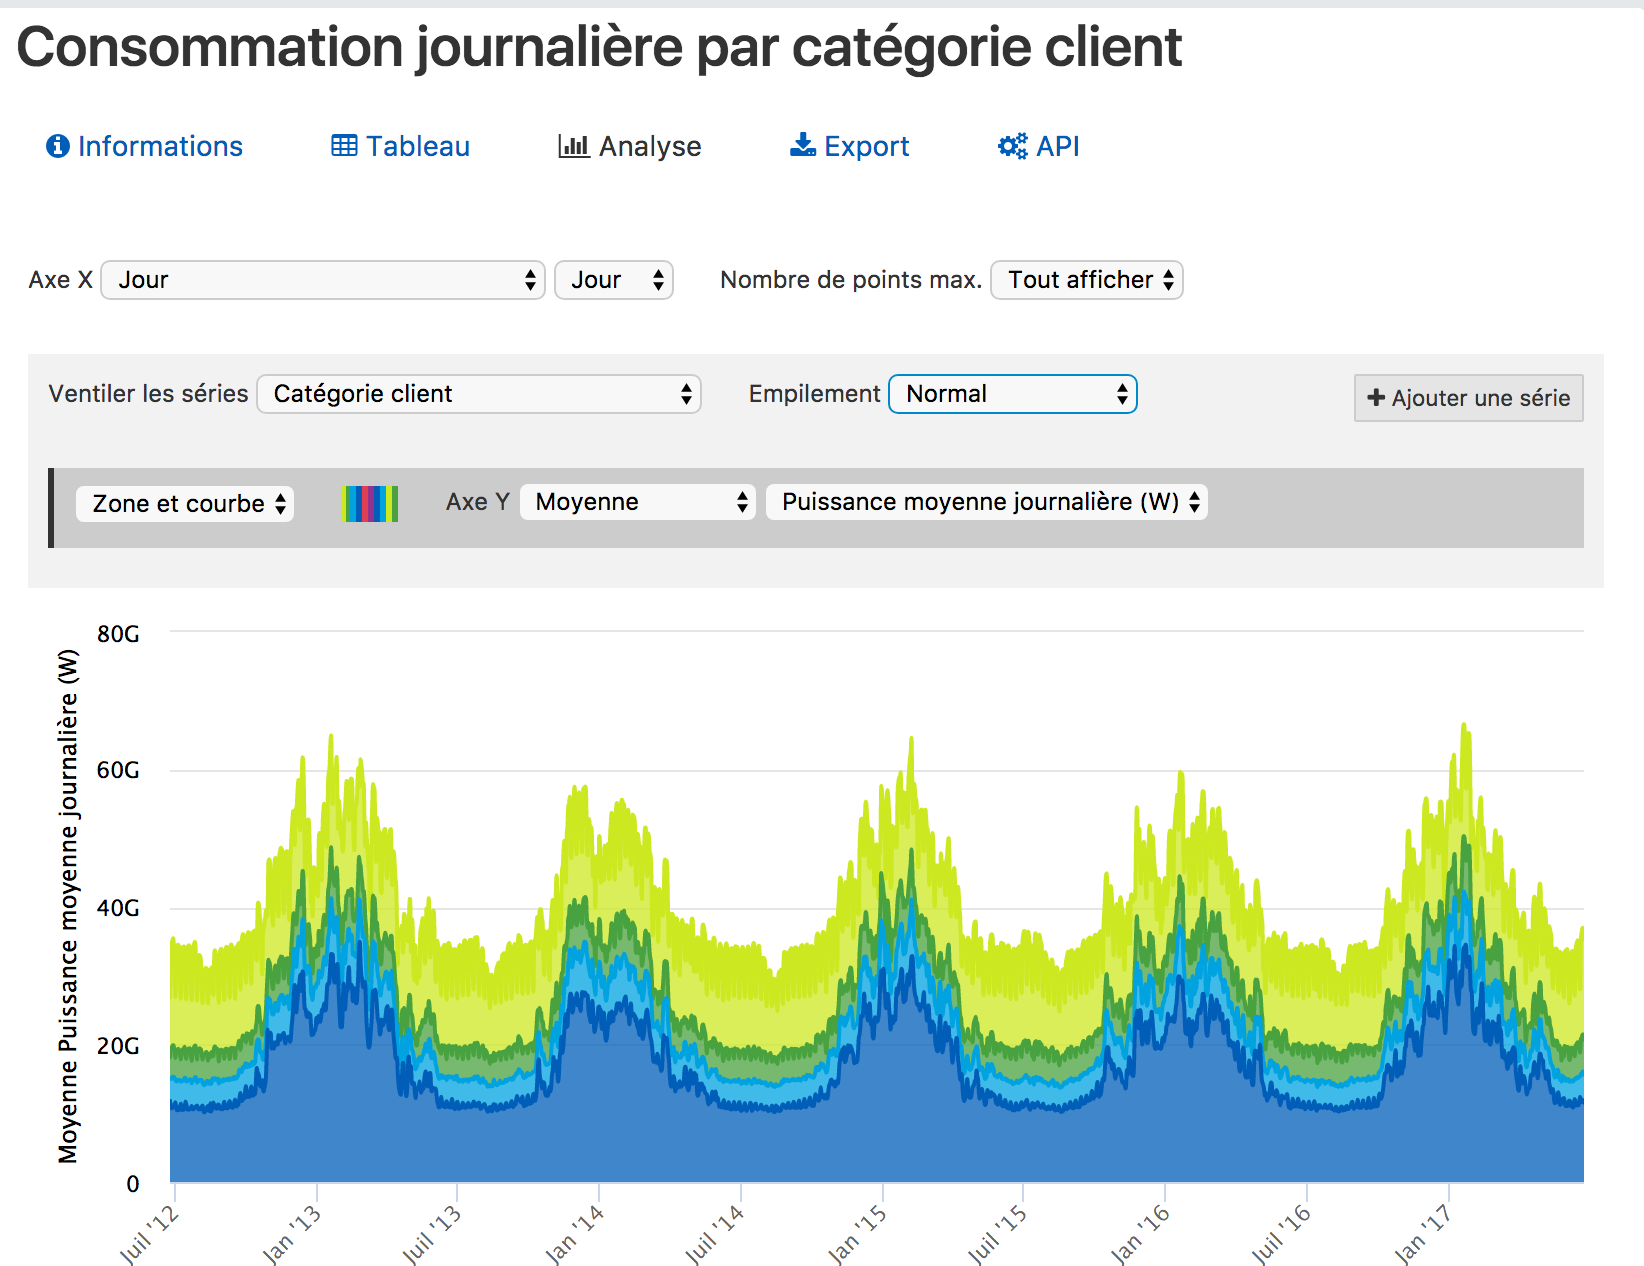 Consommation journalière par catégorie client
Informations Tableau Analyse Export API
Axe X Jour Jour Nombre de points max. Tout afficher
Ventiler les séries Catégorie client Empilement Normal + Ajouter une série
Zone et courbe Axe Y Moyenne Puissance moyenne journalière (W)
Moyenne Puissance moyenne journalière (W)
80G
60G
40G
20G
0
Juil '12 Jan '13 Juil '13 Jan '14 Juil '14 Jan '15 Juil '15 Jan '16 Juil '16 Jan '17